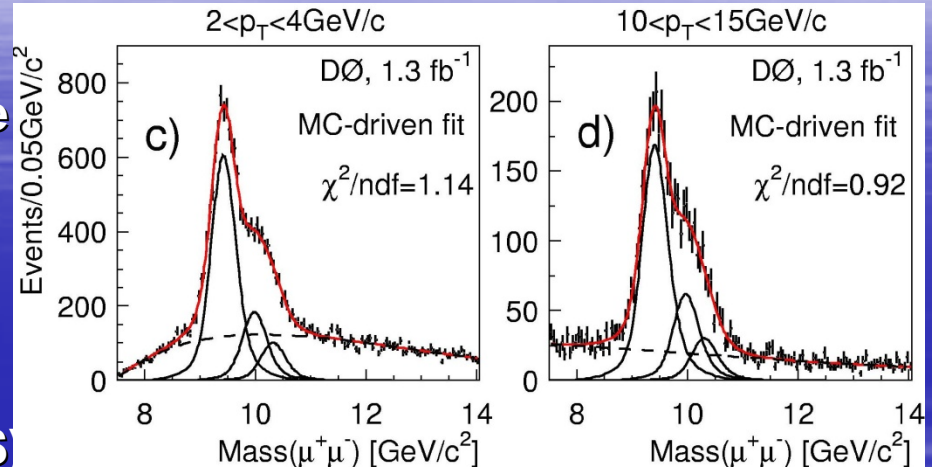 2<p_T<4GeV/c
10<p_T<15GeV/c
Events/0.05GeV/c²
800
600
400
200
0
c)
DØ, 1.3 fb⁻¹
MC-driven fit
χ²/ndf=1.14
8 10 12 14
Mass(μ⁺μ⁻) [GeV/c²]
200
150
100
50
0
d)
DØ, 1.3 fb⁻¹
MC-driven fit
χ²/ndf=0.92
8 10 12 14
Mass(μ⁺μ⁻) [GeV/c²]